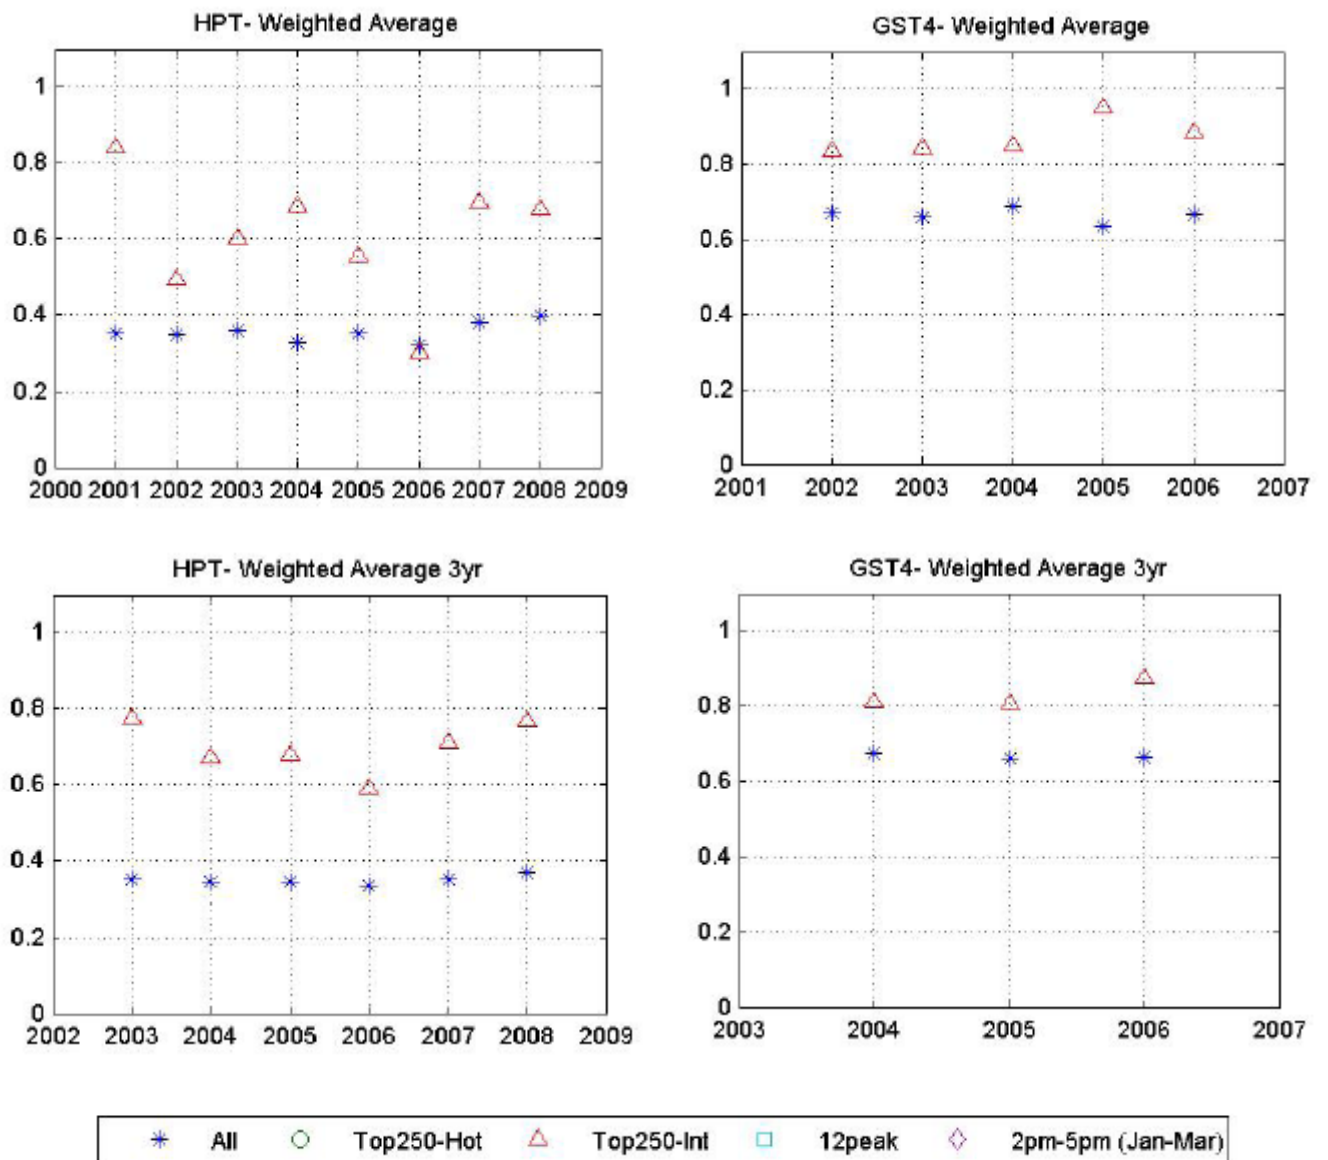 HPT- Weighted Average
1
0.8
0.6
0.4
0.2
0
2000 2001 2002 2003 2004 2005 2006 2007 2008 2009
GST4- Weighted Average
1
0.8
0.6
0.4
0.2
0
2001 2002 2003 2004 2005 2006 2007
HPT- Weighted Average 3yr
1
0.8
0.6
0.4
0.2
0
2002 2003 2004 2005 2006 2007 2008 2009
GST4- Weighted Average 3yr
1
0.8
0.6
0.4
0.2
0
2003 2004 2005 2006 2007
All Top250-Hot Top250-Int 12peak 2pm-5pm (Jan-Mar)